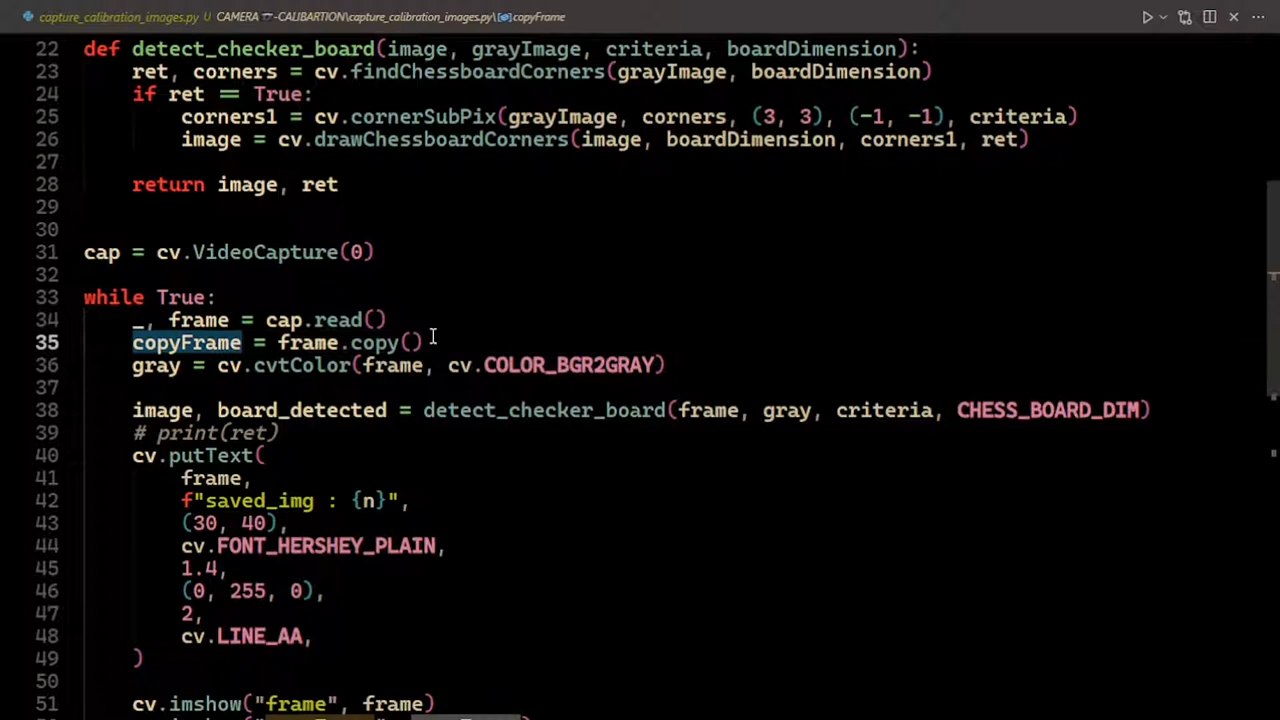 capture_calibration_images.py CAMERA -CALIBARTION\capture_calibration_images.py\copyFrame
22 def detect_checker_board(image, grayImage, criteria, boardDimension):
23 ret, corners = cv.findChessboardCorners(grayImage, boardDimension)
24 if ret == True:
25 corners1 = cv.cornerSubPix(grayImage, corners, (3, 3), (-1, -1), criteria)
26 image = cv.drawChessboardCorners(image, boardDimension, corners1, ret)
27
28 return image, ret
29
30
31 cap = cv.VideoCapture(0)
32
33 while True:
34 _, frame = cap.read()
35 copyFrame = frame.copy()
36 gray = cv.cvtColor(frame, cv.COLOR_BGR2GRAY)
37
38 image, board_detected = detect_checker_board(frame, gray, criteria, CHESS_BOARD_DIM)
39 # print(ret)
40 cv.putText(
41 frame,
42 f"saved_img : {n}",
43 (30, 40),
44 cv.FONT_HERSHEY_PLAIN,
45 1.4,
46 (0, 255, 0),
47 2,
48 cv.LINE_AA,
49 )
50
51 cv.imshow("frame", frame)